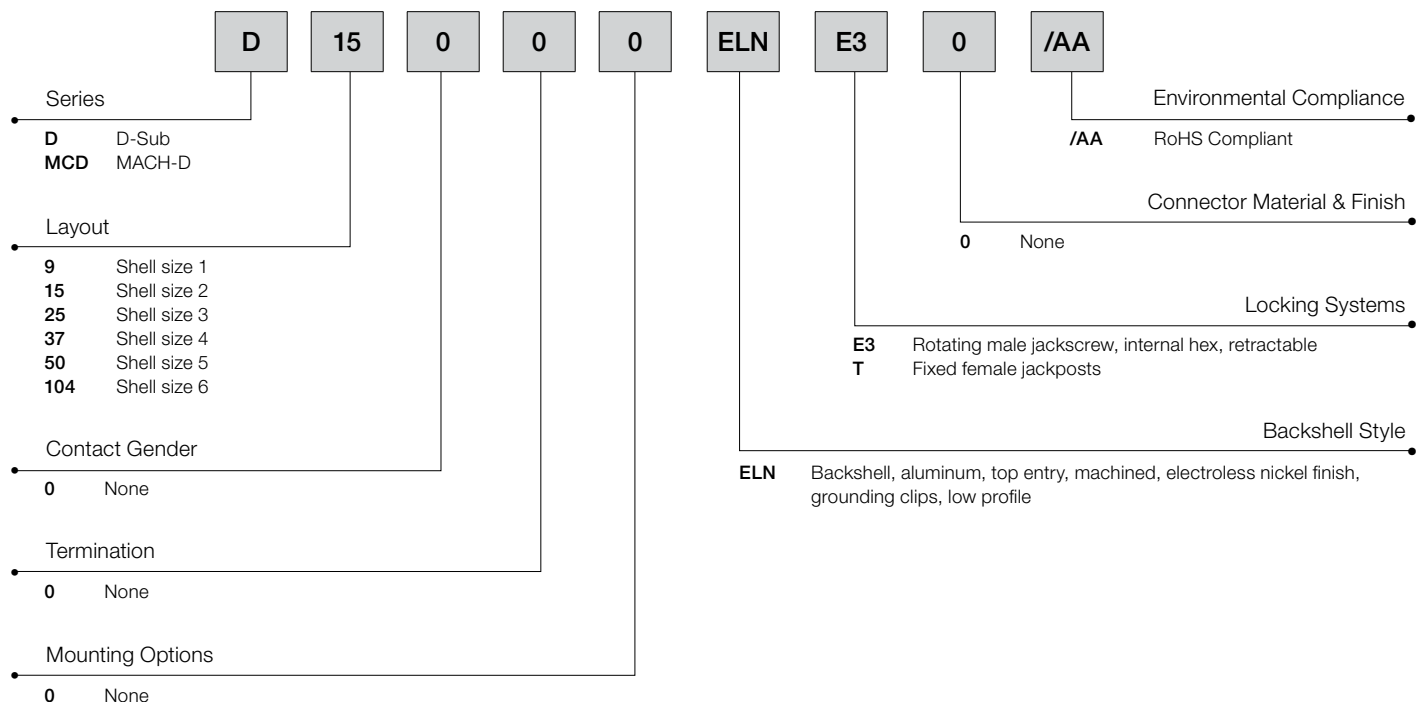 D 15 0 0 0 ELN E3 0 /AA
Series
D D-Sub
MCD MACH-D
Layout
9 Shell size 1
15 Shell size 2
25 Shell size 3
37 Shell size 4
50 Shell size 5
104 Shell size 6
Contact Gender
0 None
Termination
0 None
Mounting Options
0 None
Environmental Compliance
/AA RoHS Compliant
Connector Material & Finish
0 None
Locking Systems
E3 Rotating male jackscrew, internal hex, retractable
T Fixed female jackposts
Backshell Style
ELN Backshell, aluminum, top entry, machined, electroless nickel finish,
grounding clips, low profile